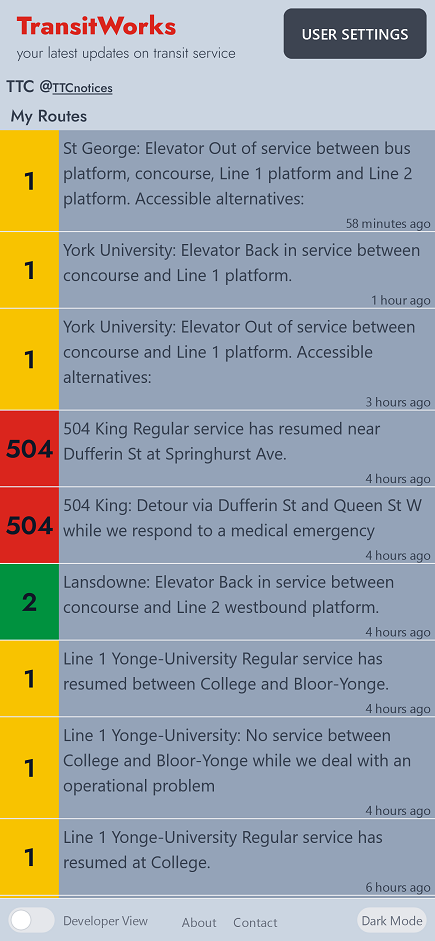 TransitWorks
your latest updates on transit service
USER SETTINGS
TTC @TTCnotices
My Routes
1
St George: Elevator Out of service between bus
platform, concourse, Line 1 platform and Line 2
platform. Accessible alternatives:
58 minutes ago
1
York University: Elevator Back in service between
concourse and Line 1 platform.
1 hour ago
1
York University: Elevator Out of service between
concourse and Line 1 platform. Accessible
alternatives:
3 hours ago
504
504 King Regular service has resumed near
Dufferin St at Springhurst Ave.
4 hours ago
504
504 King: Detour via Dufferin St and Queen St W
while we respond to a medical emergency
4 hours ago
2
Lansdowne: Elevator Back in service between
concourse and Line 2 westbound platform.
4 hours ago
1
Line 1 Yonge-University Regular service has
resumed between College and Bloor-Yonge.
4 hours ago
1
Line 1 Yonge-University: No service between
College and Bloor-Yonge while we deal with an
operational problem
4 hours ago
1
Line 1 Yonge-University Regular service has
resumed at College.
6 hours ago
Developer View
About
Contact
Dark Mode